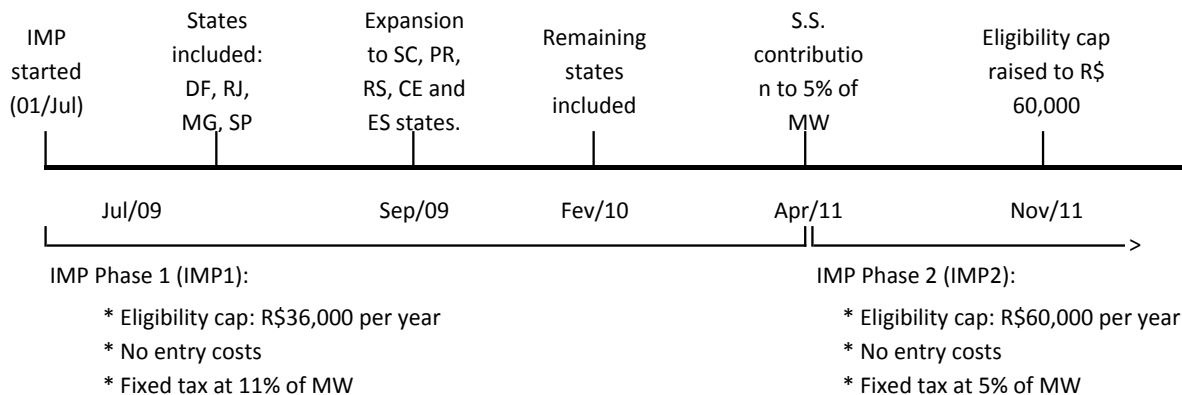 IMP
started
(01/Jul)
States
included:
DF, RJ,
MG, SP
Expansion
to SC, PR,
RS, CE and
ES states.
Remaining
states
included
S.S.
contributio
n to 5% of
MW
Eligibility cap
raised to R$
60,000
Jul/09
Sep/09
Fev/10
Apr/11
Nov/11
>
IMP Phase 1 (IMP1):
* Eligibility cap: R$36,000 per year
* No entry costs
* Fixed tax at 11% of MW
IMP Phase 2 (IMP2):
* Eligibility cap: R$60,000 per year
* No entry costs
* Fixed tax at 5% of MW